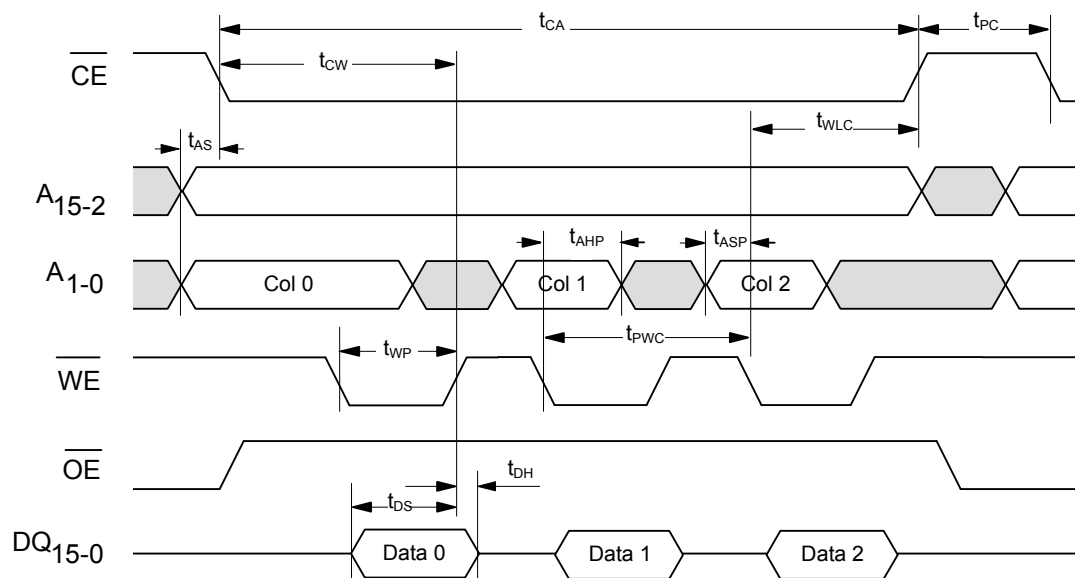 tCA
tPC
CE
tCW
tWLC
tAS
A15-2
tAHP
tASP
A1-0
Col 0
Col 1
Col 2
tPWC
tWP
WE
OE
tDH
tDS
DQ15-0
Data 0
Data 1
Data 2